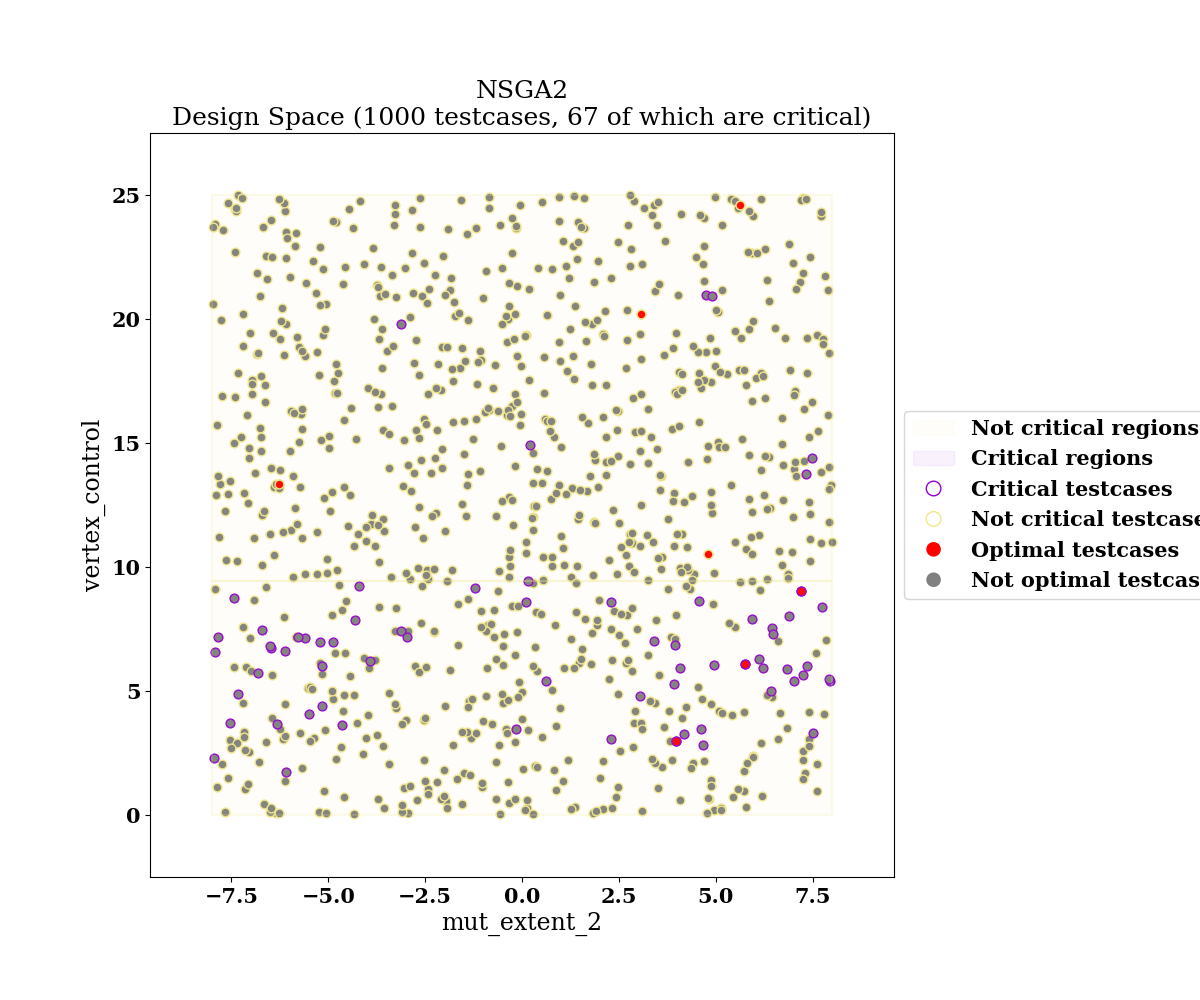 NSGA2
Design Space (1000 testcases, 67 of which are critical)
25
20
15
10
5
0
vertex_control
−7.5 −5.0 −2.5 0.0 2.5 5.0 7.5
mut_extent_2
Not critical regions
Critical regions
Critical testcases
Not critical testcase
Optimal testcases
Not optimal testcas